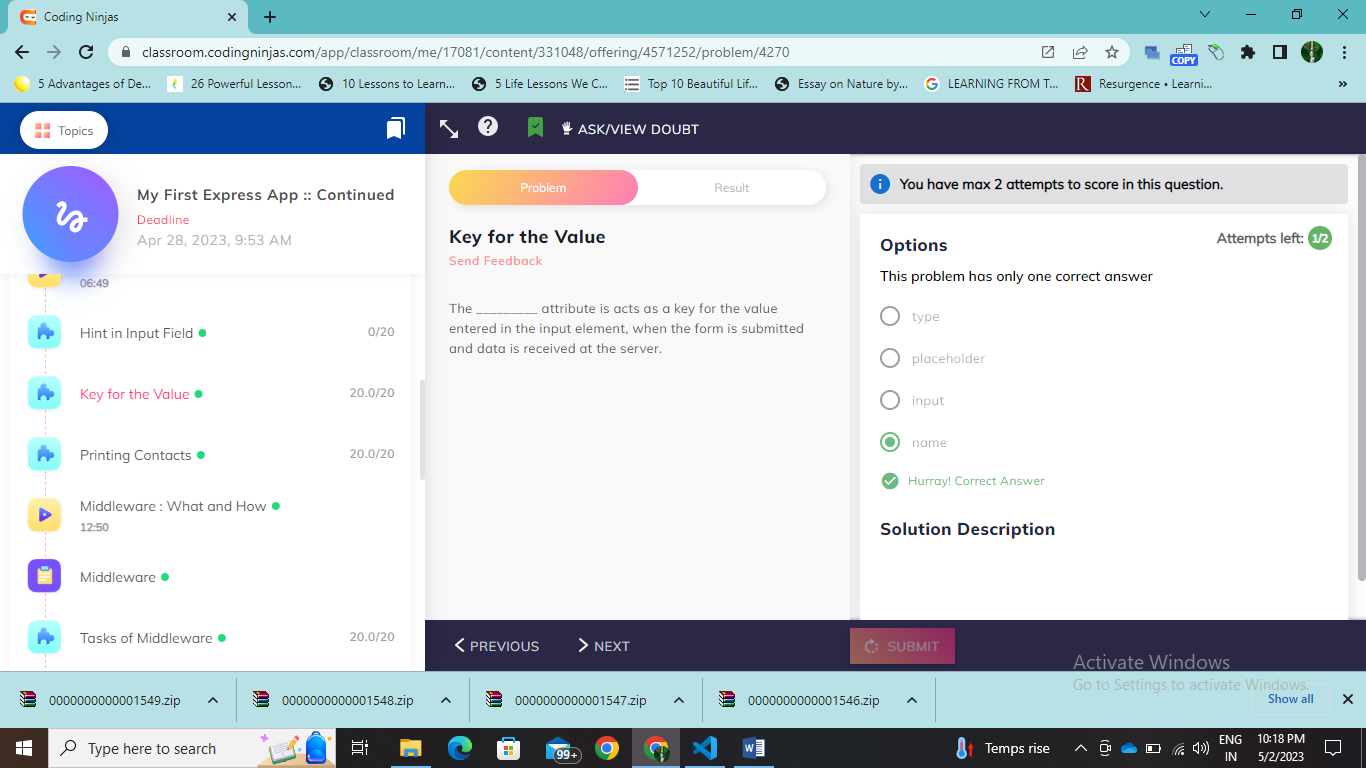 Coding Ninjas
classroom.codingninjas.com/app/classroom/me/17081/content/331048/offering/4571252/problem/4270
COPY
5 Advantages of De...
26 Powerful Lesson...
10 Lessons to Learn...
5 Life Lessons We C...
Top 10 Beautiful Lif...
Essay on Nature by...
LEARNING FROM T...
Resurgence • Learni...
Topics
ASK/VIEW DOUBT
My First Express App :: Continued
Deadline
Apr 28, 2023, 9:53 AM
06:49
Hint in Input Field
0/20
Key for the Value
20.0/20
Printing Contacts
20.0/20
Middleware : What and How
12:50
Middleware
Tasks of Middleware
20.0/20
Problem
Result
Key for the Value
Send Feedback
The _________ attribute is acts as a key for the value
entered in the input element, when the form is submitted
and data is received at the server.
You have max 2 attempts to score in this question.
Options
Attempts left: 1/2
This problem has only one correct answer
type
placeholder
input
name
Hurray! Correct Answer
Solution Description
PREVIOUS
NEXT
SUBMIT
Activate Windows
Go to Settings to activate Windows.
0000000000001549.zip
0000000000001548.zip
0000000000001547.zip
0000000000001546.zip
Show all
Type here to search
99+
Temps rise
ENG
IN
10:18 PM
5/2/2023